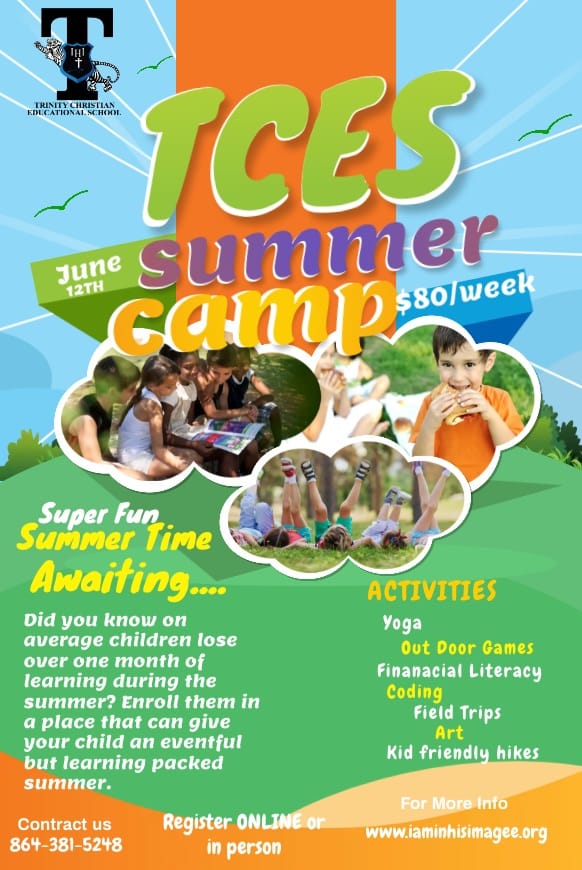 TRINITY CHRISTIAN
EDUCATIONAL SCHOOL
TCES
summer
camp
June
12TH
$80/week
Super Fun
Summer Time
Awaiting....
Did you know on
average children lose
over one month of
learning during the
summer? Enroll them in
a place that can give
your child an eventful
but learning packed
summer.
ACTIVITIES
Yoga
Out Door Games
Finanacial Literacy
Coding
Field Trips
Art
Kid friendly hikes
Contact us
864-381-5248
Register ONLINE or
in person
For More Info
www.iaminhisimagee.org